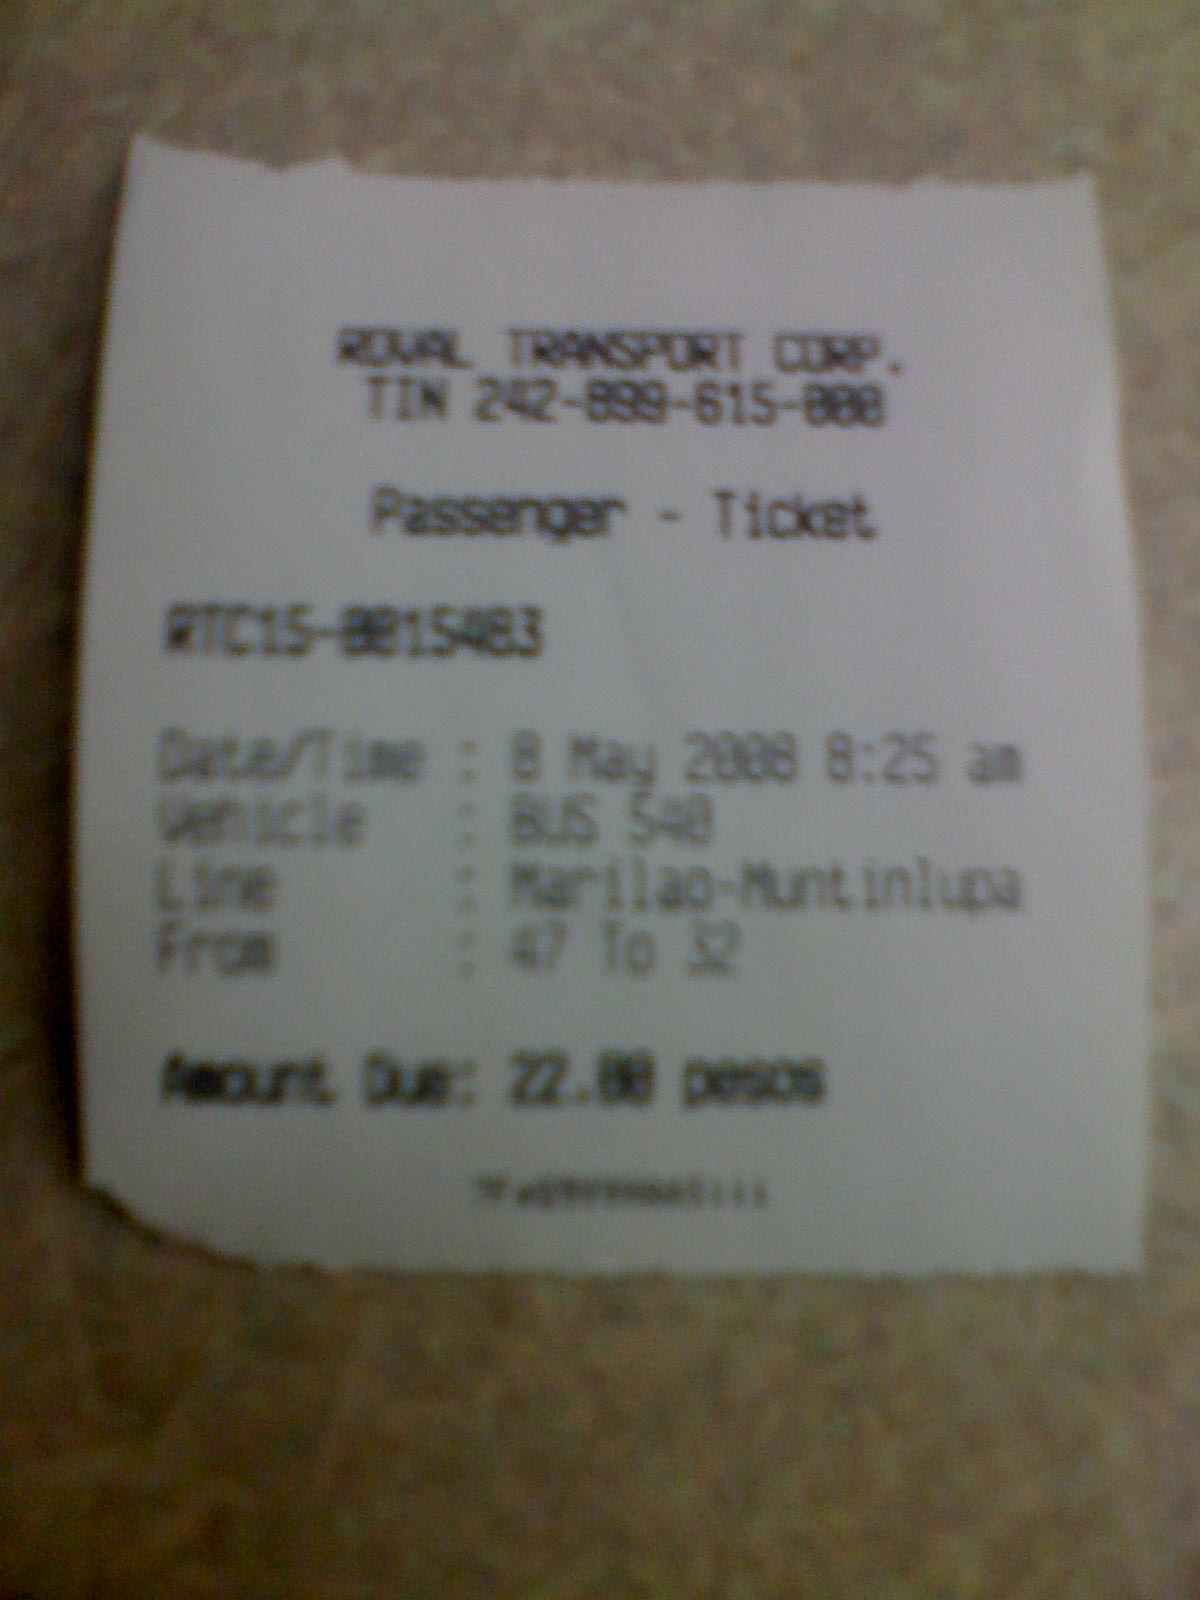 ROVAL TRANSPORT CORP.
TIN 242-899-615-000
Passenger - Ticket
RTC15-0015483
Date/Time : 8 May 2008 8:25 am
Vehicle : BUS 540
Line : Marilao-Muntinlupa
From : 47 To 32
Amount Due: 22.00 pesos